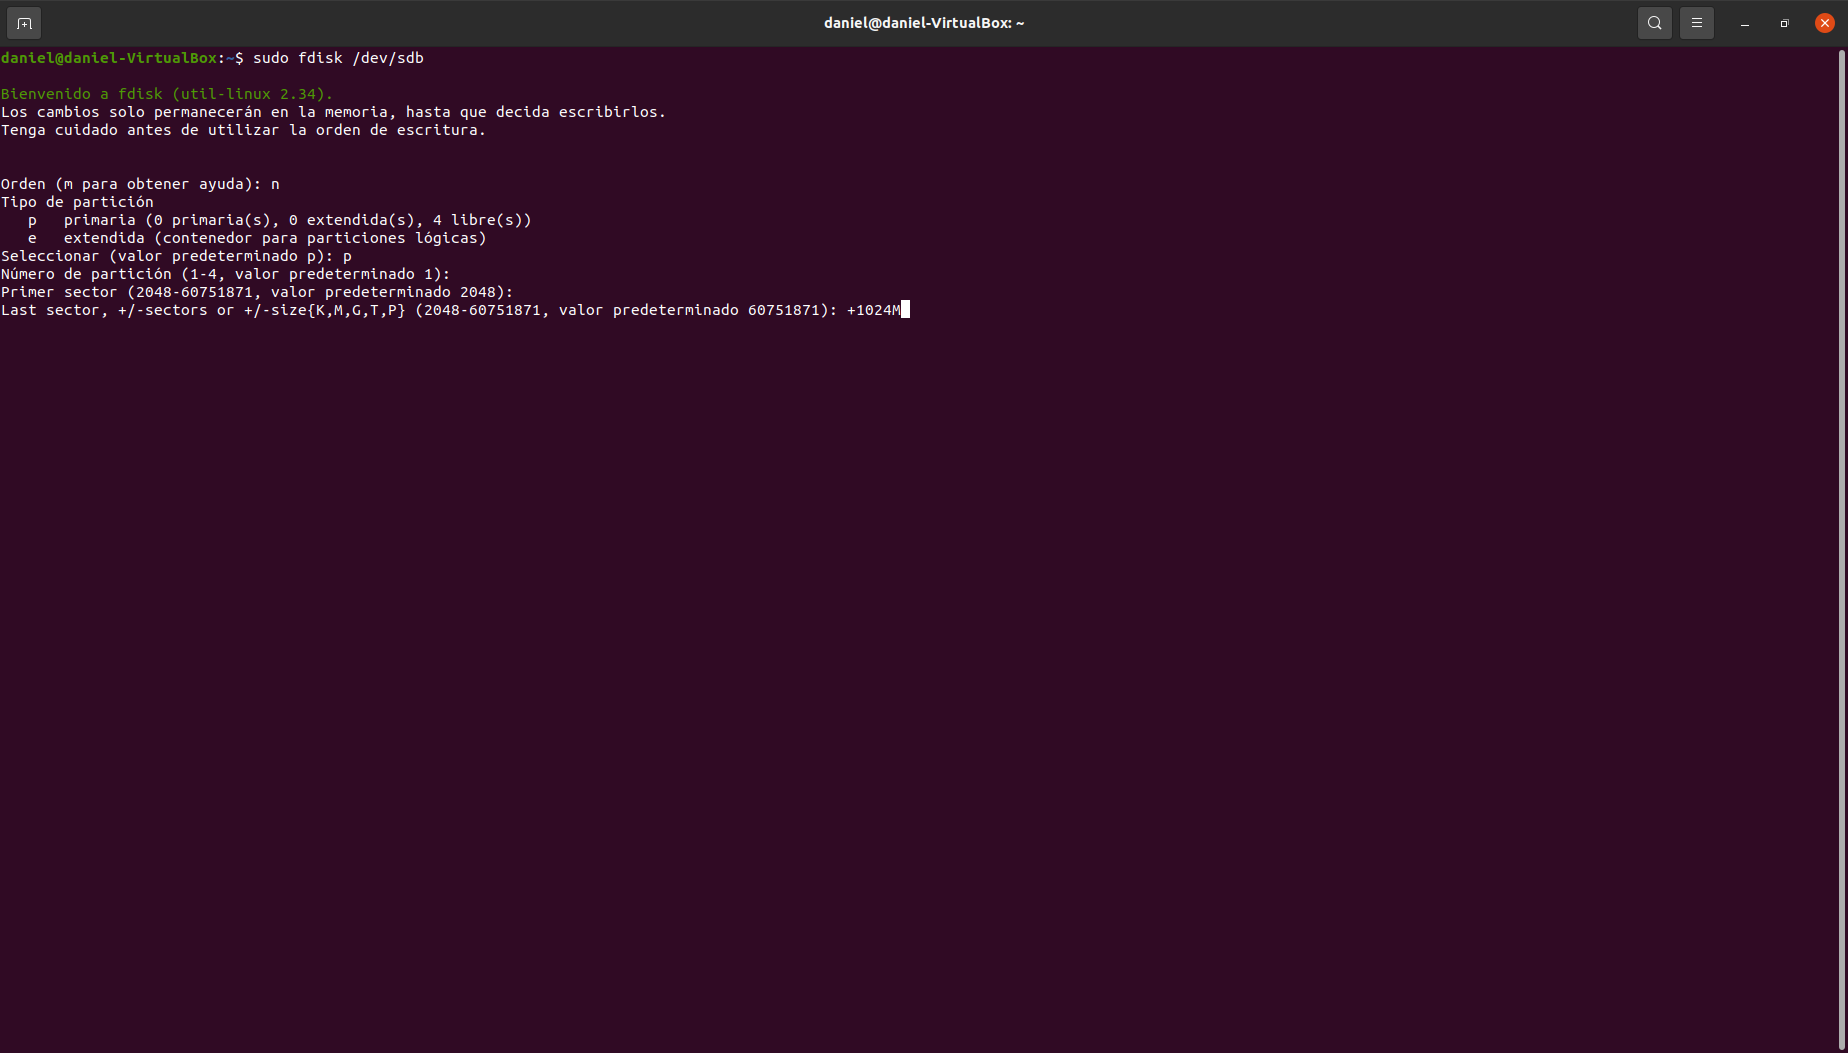 daniel@daniel-VirtualBox: ~
daniel@daniel-VirtualBox:~$ sudo fdisk /dev/sdb
Bienvenido a fdisk (util-linux 2.34).
Los cambios solo permanecerán en la memoria, hasta que decida escribirlos.
Tenga cuidado antes de utilizar la orden de escritura.
Orden (m para obtener ayuda): n
Tipo de partición
   p   primaria (0 primaria(s), 0 extendida(s), 4 libre(s))
   e   extendida (contenedor para particiones lógicas)
Seleccionar (valor predeterminado p): p
Número de partición (1-4, valor predeterminado 1):
Primer sector (2048-60751871, valor predeterminado 2048):
Last sector, +/-sectors or +/-size{K,M,G,T,P} (2048-60751871, valor predeterminado 60751871): +1024M